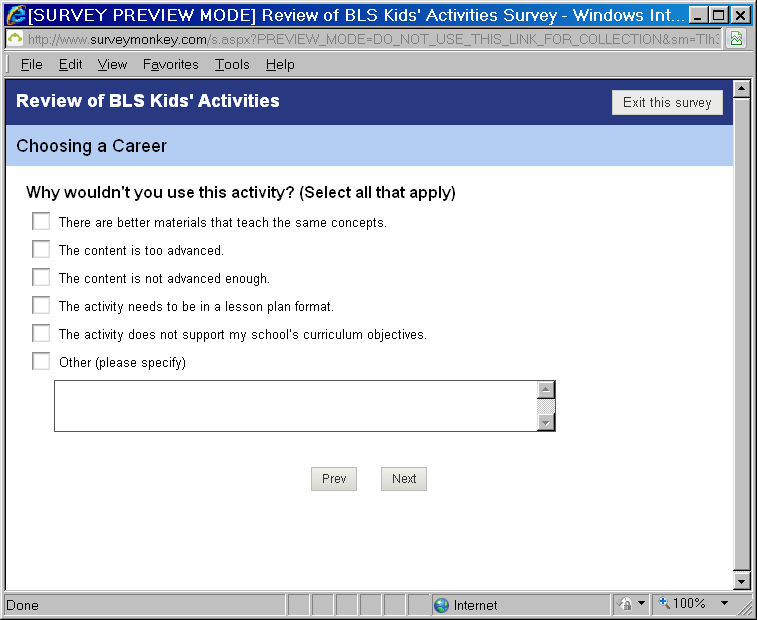 [SURVEY PREVIEW MODE] Review of BLS Kids' Activities Survey - Windows Int...
http://www.surveymonkey.com/s.aspx?PREVIEW_MODE=DO_NOT_USE_THIS_LINK_FOR_COLLECTION&sm=TIh
File Edit View Favorites Tools Help
Review of BLS Kids' Activities
Exit this survey
Choosing a Career
Why wouldn't you use this activity? (Select all that apply)
There are better materials that teach the same concepts.
The content is too advanced.
The content is not advanced enough.
The activity needs to be in a lesson plan format.
The activity does not support my school's curriculum objectives.
Other (please specify)
Prev Next
Done Internet 100%